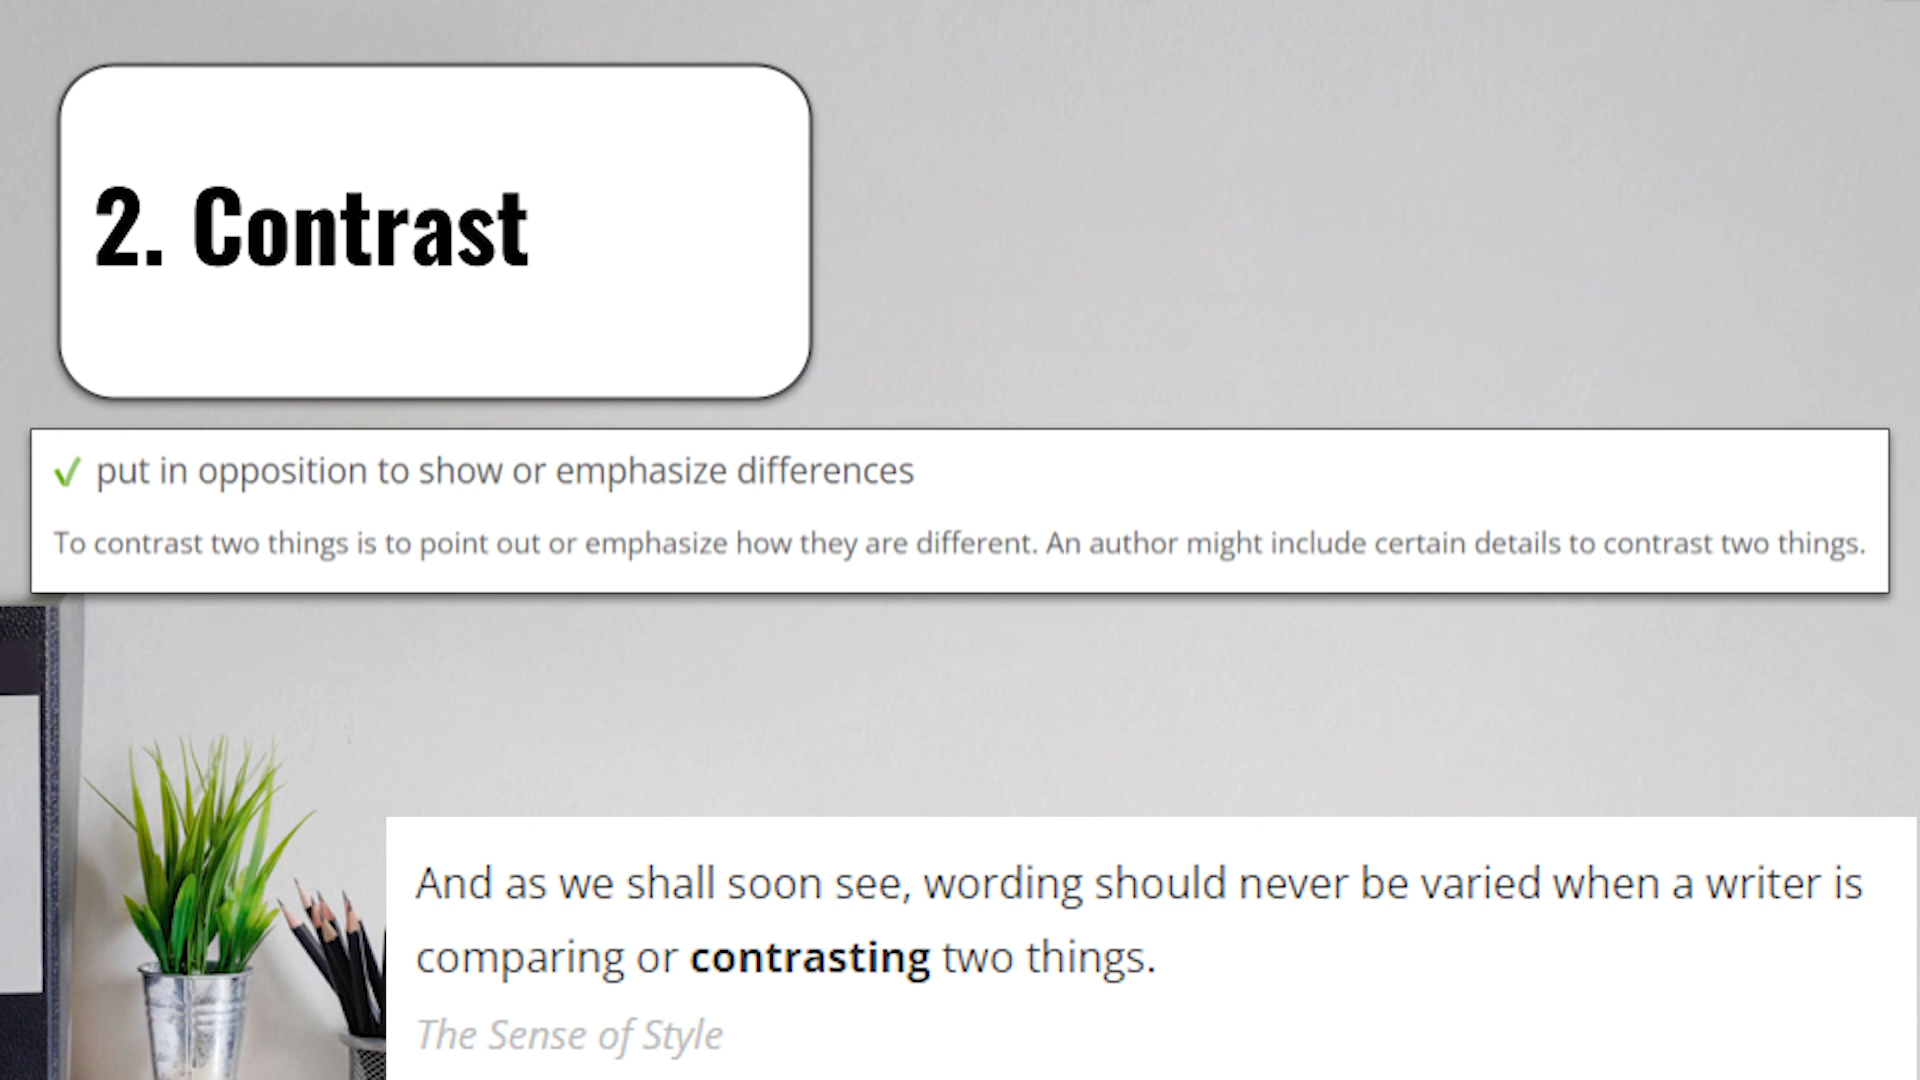 2. Contrast
✓ put in opposition to show or emphasize differences
To contrast two things is to point out or emphasize how they are different. An author might include certain details to contrast two things.
And as we shall soon see, wording should never be varied when a writer is
comparing or contrasting two things.
The Sense of Style